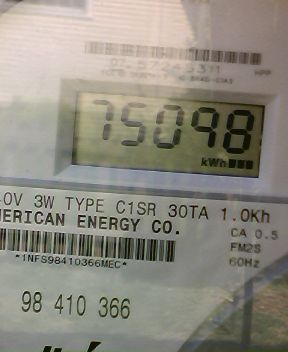 HPP
75098
kWh
0V 3W TYPE C1SR 30TA 1.0Kh
MERICAN ENERGY CO.
CA 0.5
FM2S
*1NFS98410366MEC*
60Hz
98 410 366